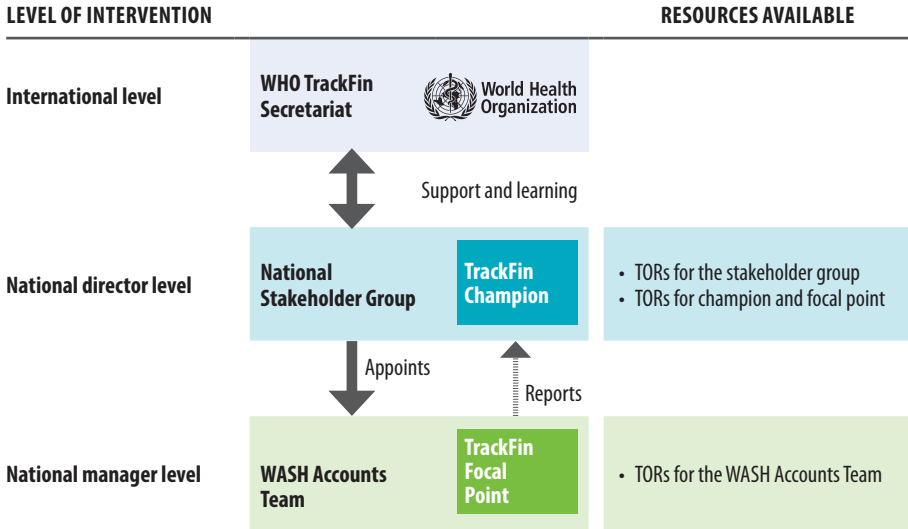 LEVEL OF INTERVENTION
RESOURCES AVAILABLE
International level
WHO TrackFin
Secretariat
World Health
Organization
Support and learning
National director level
National
Stakeholder Group
TrackFin
Champion
• TORs for the stakeholder group
• TORs for champion and focal point
Appoints
Reports
National manager level
WASH Accounts
Team
TrackFin
Focal
Point
• TORs for the WASH Accounts Team